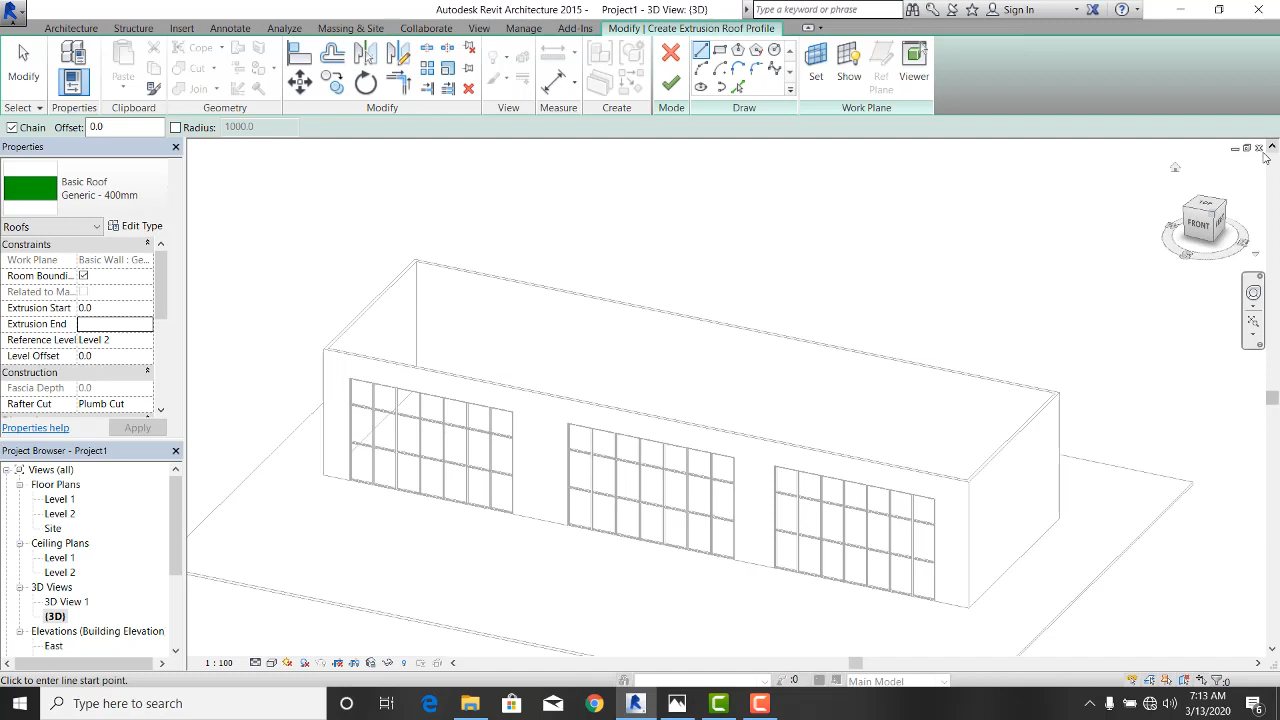 Autodesk Revit Architecture 2015 - Project1 - 3D View: {3D}
Type a keyword or phrase
Sign In
Architecture Structure Insert Annotate Analyze Massing & Site Collaborate View Manage Add-Ins Modify | Create Extrusion Roof Profile
Modify
Paste
Cope
Cut
Join
Set Show Ref Plane Viewer
Select Properties Clipboard Geometry Modify View Measure Create Mode Draw Work Plane
Chain Offset: 0.0 Radius: 1000.0
Properties
Basic Roof
Generic - 400mm
Roofs Edit Type
Constraints
Work Plane Basic Wall : Ge...
Room Boundi...
Related to Ma...
Extrusion Start 0.0
Extrusion End
Reference Level Level 2
Level Offset 0.0
Construction
Fascia Depth 0.0
Rafter Cut Plumb Cut
Properties help Apply
Project Browser - Project1
Views (all)
Floor Plans
Level 1
Level 2
Site
Ceiling Plans
Level 1
Level 2
3D Views
3D View 1
{3D}
Elevations (Building Elevation
East
TOP
FRONT
1 : 100
Click to enter line start point.
:0 Main Model :0
Type here to search
7:13 AM
3/13/2020
6